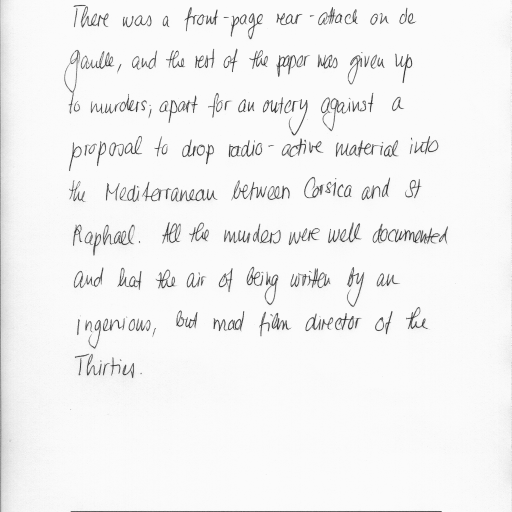 There was a front-page rear-attack on de
Gaulle, and the rest of the paper was given up
to murders; apart for an outcry against a
proposal to drop radio-active material into
the Mediterranean between Corsica and St
Raphael. All the murders were well documented
and hat the air of being written by an
ingenious, but mad film director of the
Thirties.